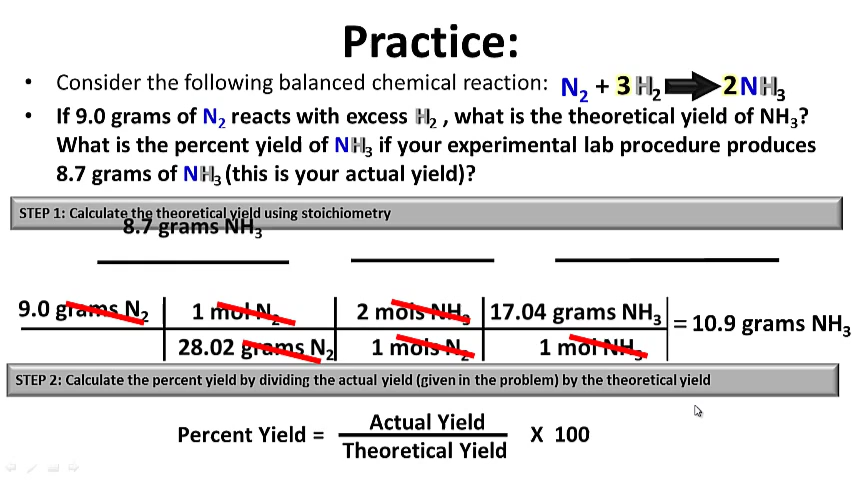 Practice:
• Consider the following balanced chemical reaction: N₂ + 3 H₂ 2NH₃
• If 9.0 grams of N₂ reacts with excess H₂ , what is the theoretical yield of NH₃?
What is the percent yield of NH₃ if your experimental lab procedure produces
8.7 grams of NH₃ (this is your actual yield)?
STEP 1: Calculate the theoretical yield using stoichiometry
8.7 grams NH₃
9.0 grams N₂ 1 mol N₂ 2 mols NH₃ 17.04 grams NH₃
= 10.9 grams NH₃
28.02 grams N₂ 1 mols N₂ 1 mol NH₃
STEP 2: Calculate the percent yield by dividing the actual yield (given in the problem) by the theoretical yield
Actual Yield
Percent Yield = X 100
Theoretical Yield